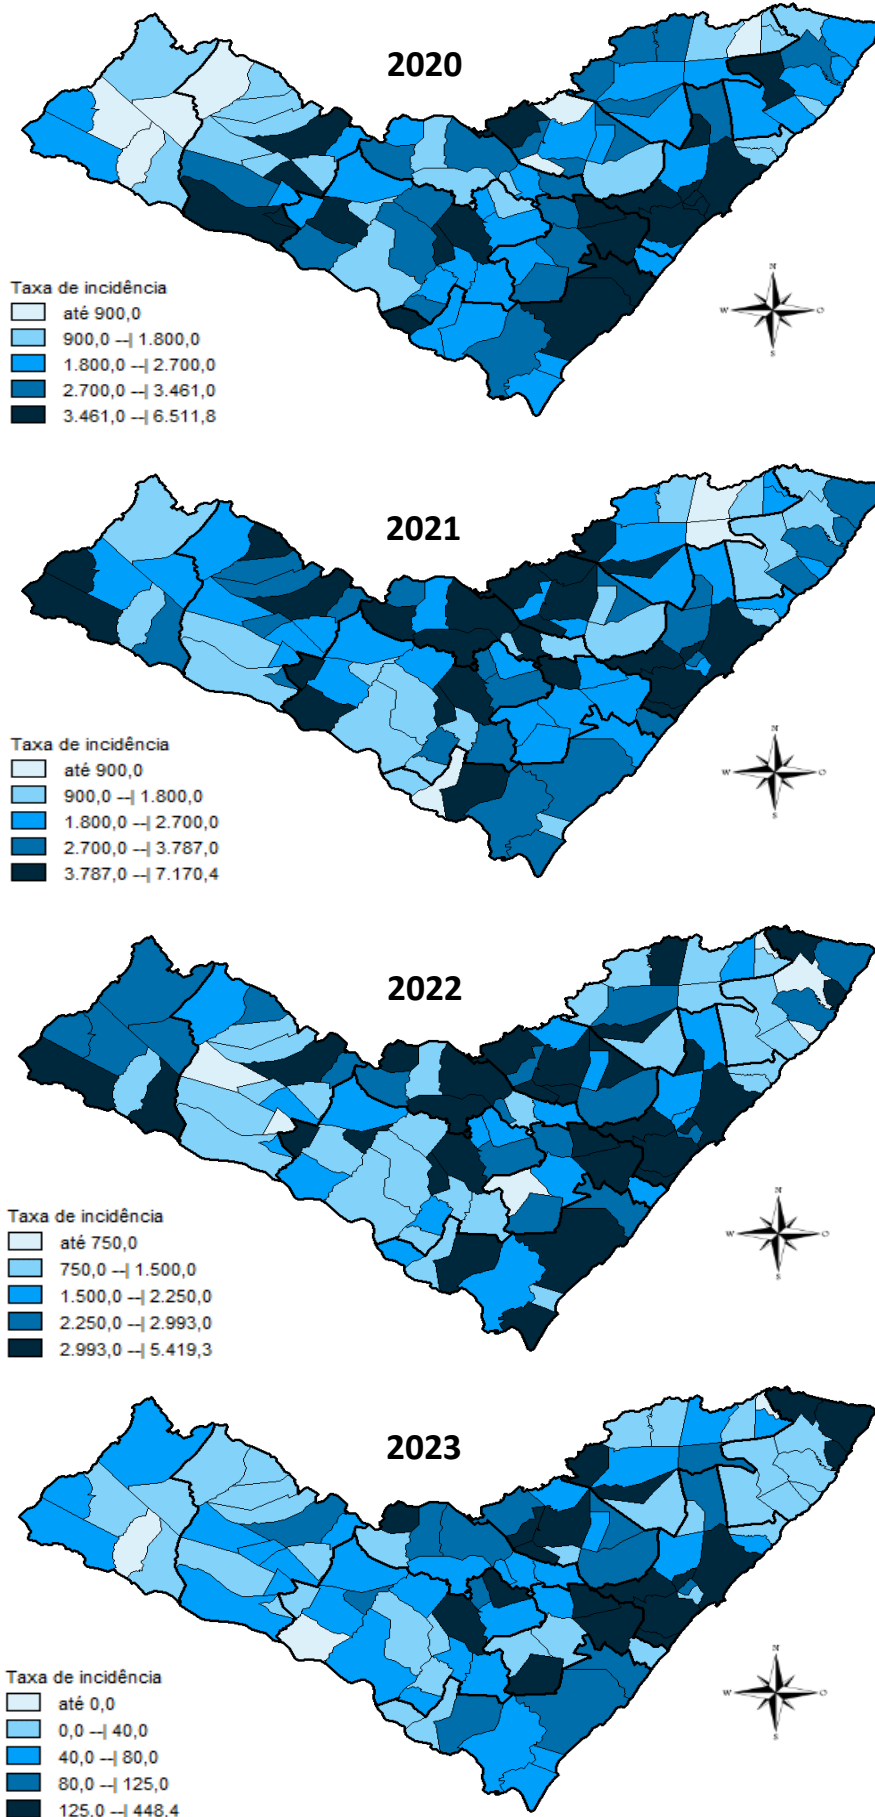 2020
N
W
O
S
Taxa de incidência
até 900,0
900,0 --| 1.800,0
1.800,0 --| 2.700,0
2.700,0 --| 3.461,0
3.461,0 --| 6.511,8
2021
N
W
O
S
Taxa de incidência
até 900,0
900,0 --| 1.800,0
1.800,0 --| 2.700,0
2.700,0 --| 3.787,0
3.787,0 --| 7.170,4
2022
N
W
O
S
Taxa de incidência
até 750,0
750,0 --| 1.500,0
1.500,0 --| 2.250,0
2.250,0 --| 2.993,0
2.993,0 --| 5.419,3
2023
N
W
O
S
Taxa de incidência
até 0,0
0,0 --| 40,0
40,0 --| 80,0
80,0 --| 125,0
125,0 --| 448,4